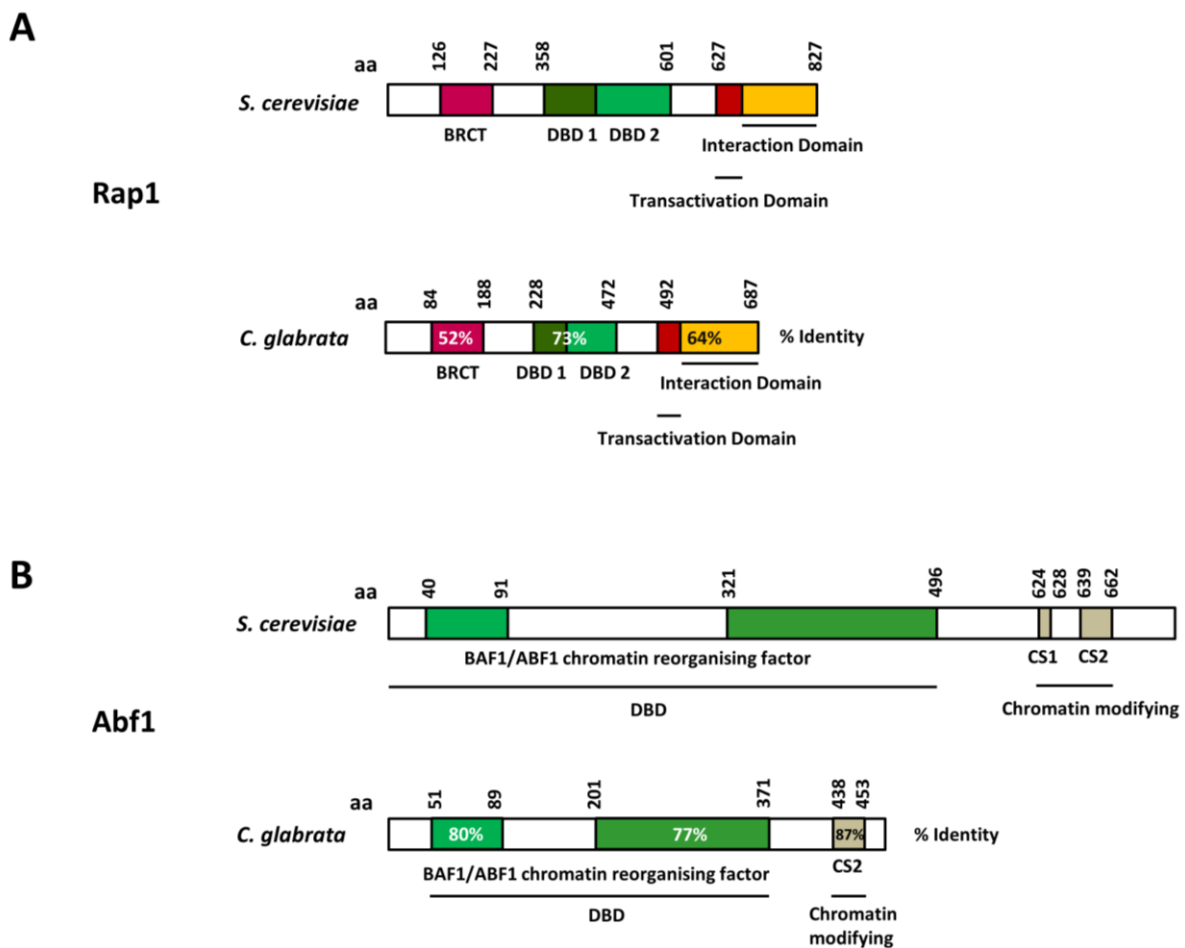 A
aa 126 227 358 601 627 827
S. cerevisiae
BRCT DBD 1 DBD 2
Interaction Domain
Transactivation Domain
Rap1
aa 84 188 228 472 492 687
C. glabrata 52% 73% 64% % Identity
BRCT DBD 1 DBD 2
Interaction Domain
Transactivation Domain
B
aa 40 91 321 496 624 628 639 662
S. cerevisiae
BAF1/ABF1 chromatin reorganising factor CS1 CS2
DBD Chromatin modifying
Abf1
aa 51 89 201 371 438 453
C. glabrata 80% 77% 87% % Identity
BAF1/ABF1 chromatin reorganising factor CS2
DBD Chromatin
modifying